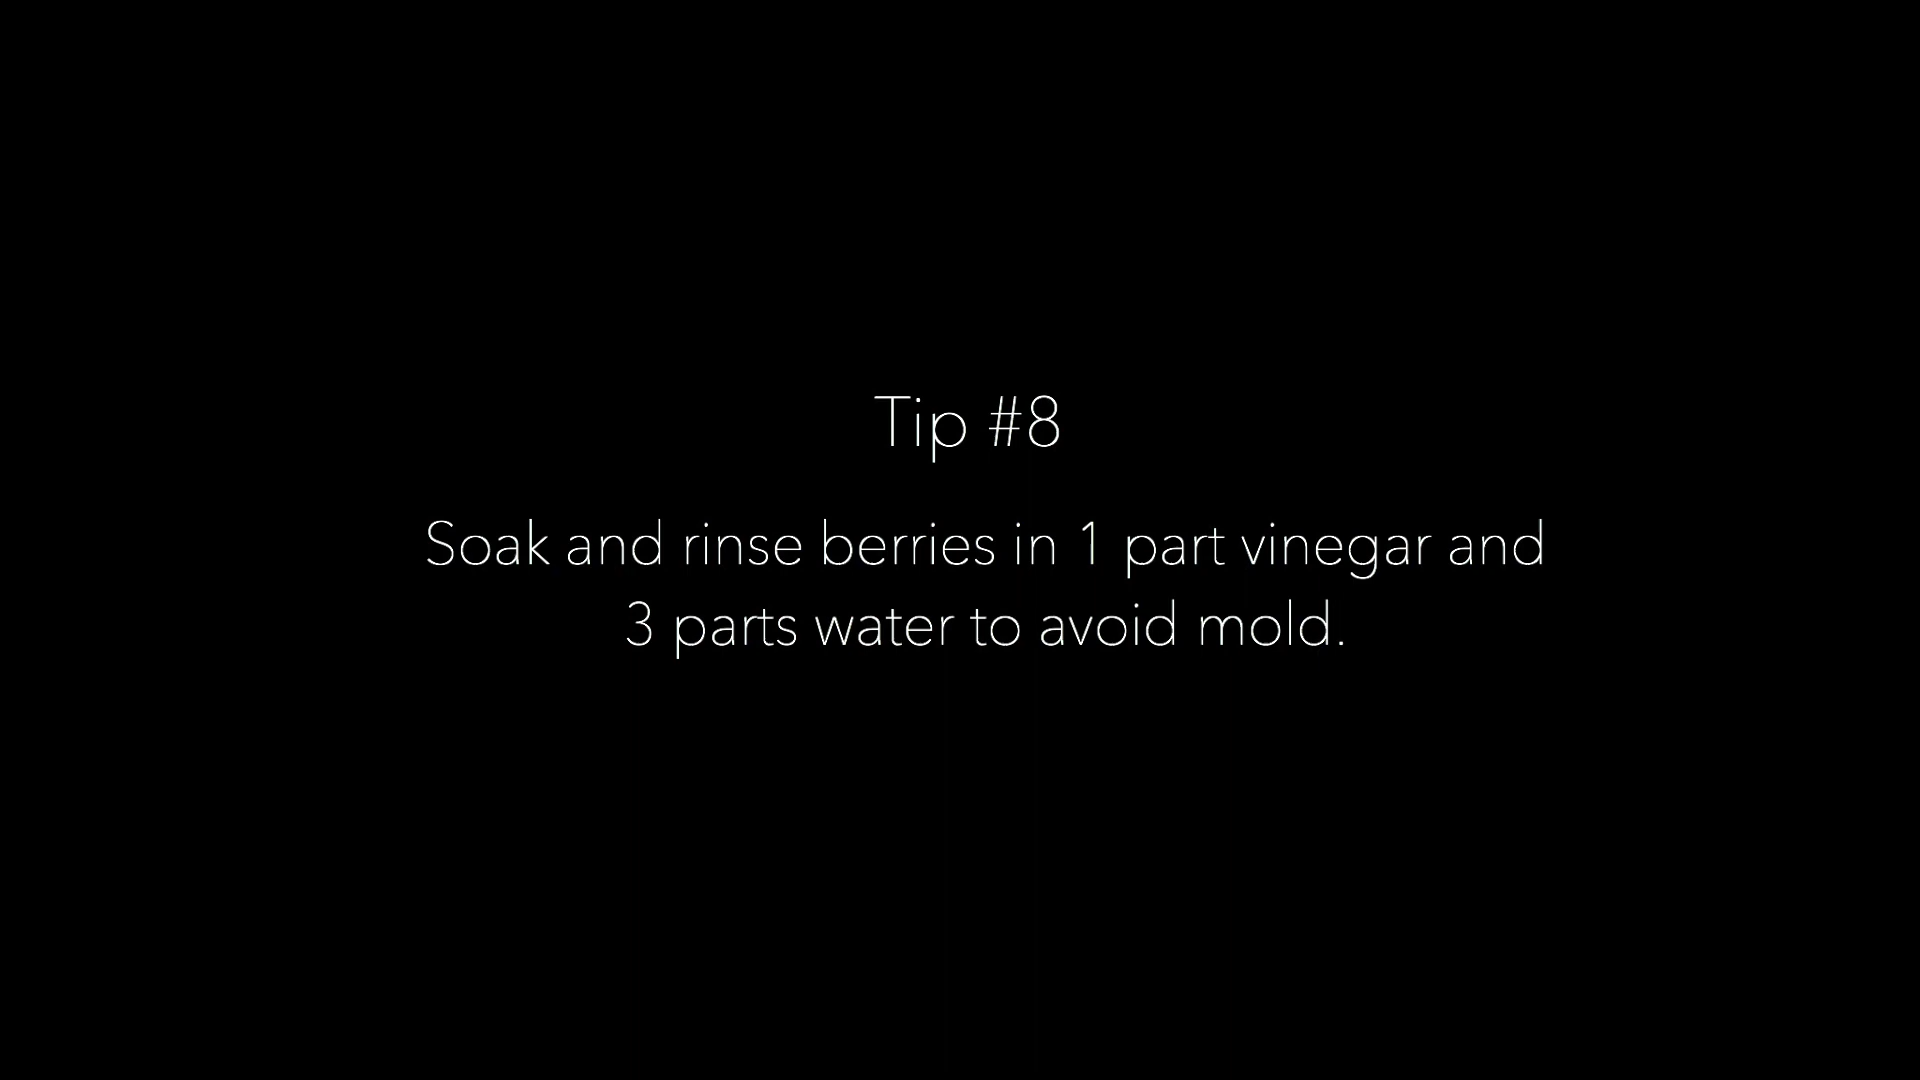 Tip #8
Soak and rinse berries in 1 part vinegar and
3 parts water to avoid mold.